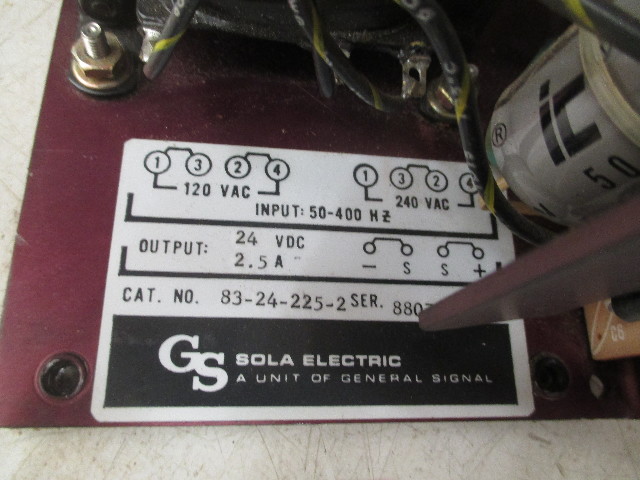 1 3 2 4
120 VAC
1 3 2 4
240 VAC
INPUT: 50-400 HZ
OUTPUT: 24 VDC
2.5 A
- S S +
CAT. NO. 83-24-225-2 SER.
GS SOLA ELECTRIC
A UNIT OF GENERAL SIGNAL
®
C6